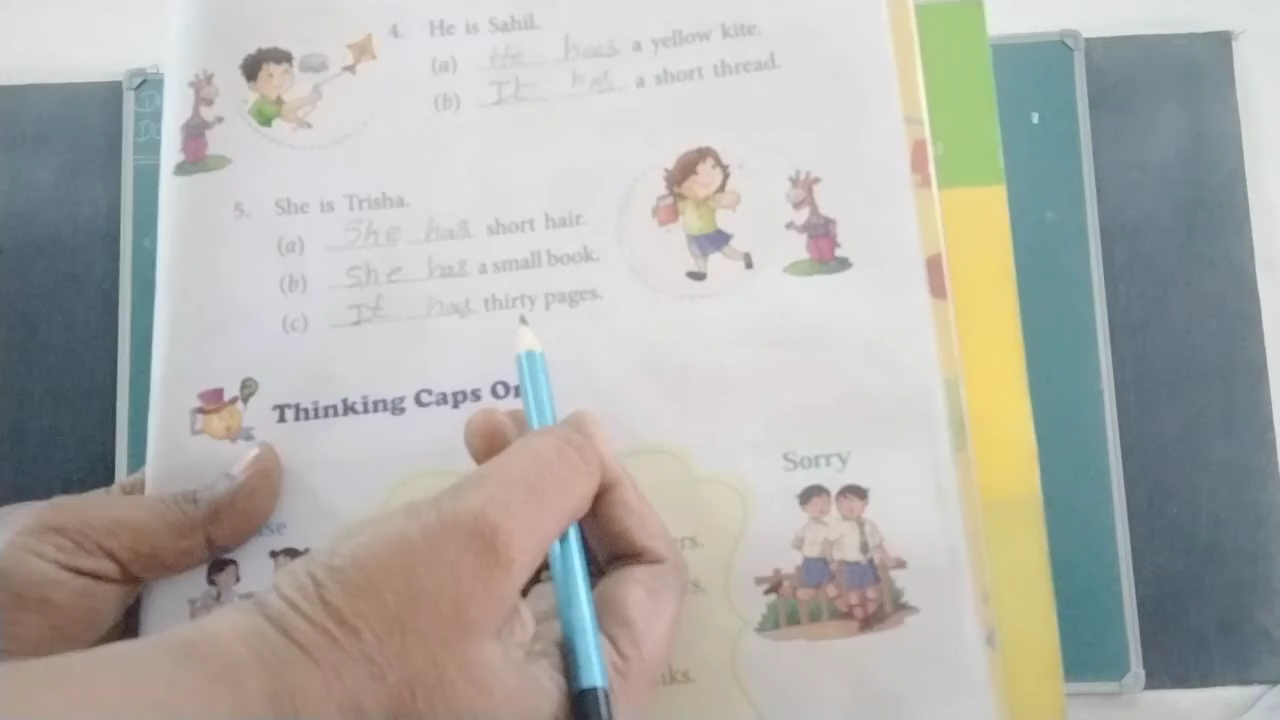 4. He is Sahil.
(a) He has a yellow kite.
(b) It has a short thread.
5. She is Trisha.
(a) She has short hair.
(b) She has a small book.
(c) It has thirty pages.
Thinking Caps
Sorry